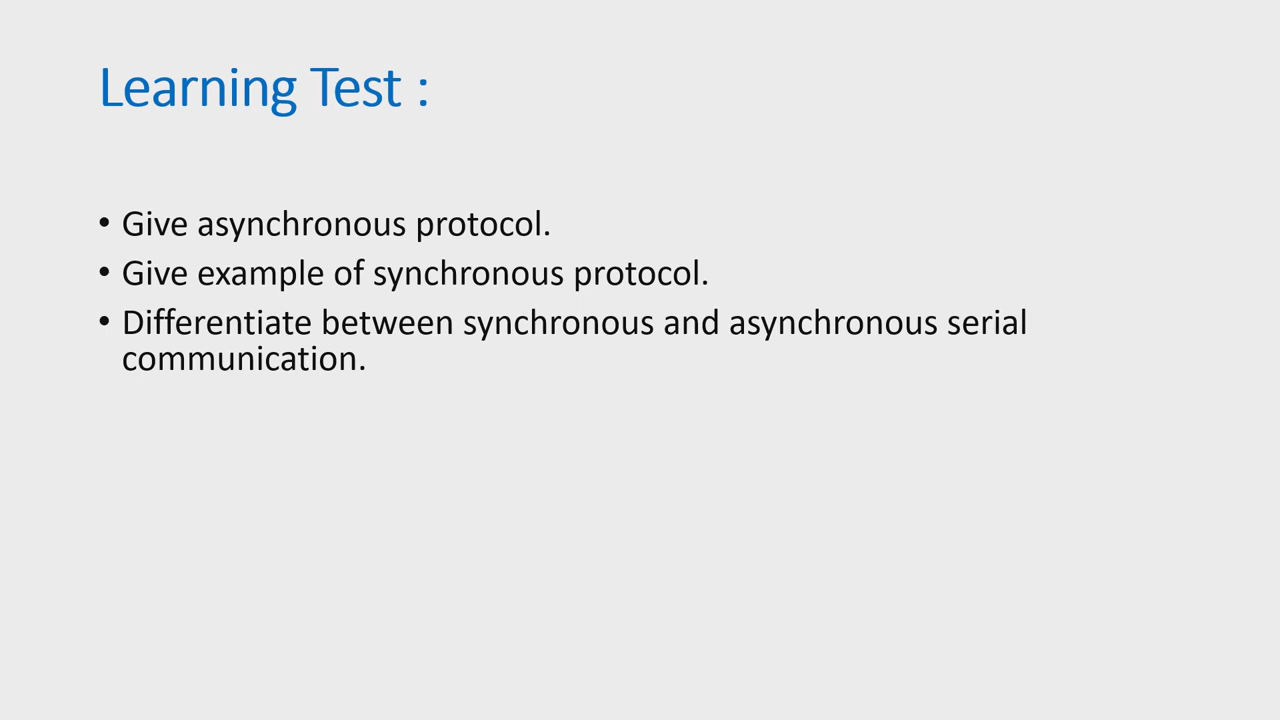 Learning Test :
• Give asynchronous protocol.
• Give example of synchronous protocol.
• Differentiate between synchronous and asynchronous serial
communication.